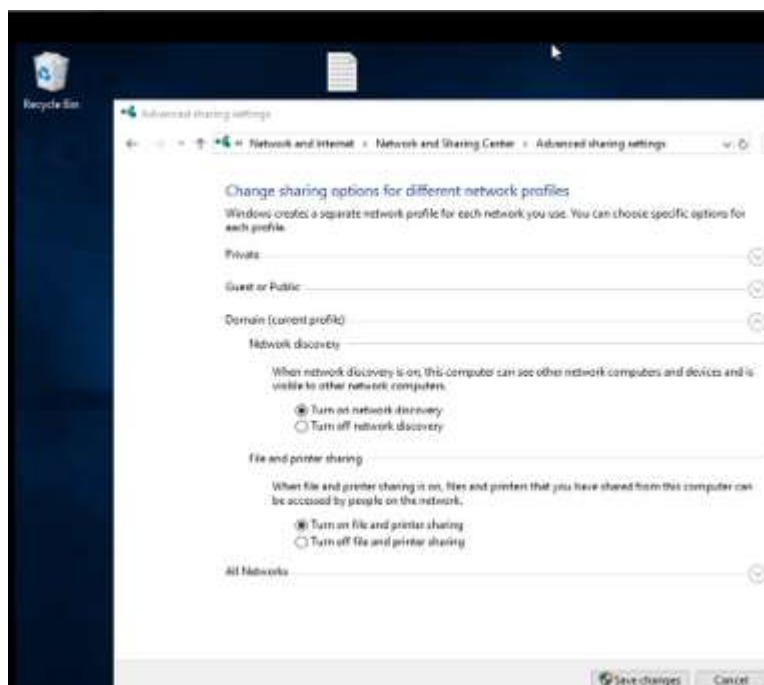 Recycle Bin
Advanced sharing settings
« Network and Internet › Network and Sharing Center › Advanced sharing settings
Change sharing options for different network profiles
Windows creates a separate network profile for each network you use. You can choose specific options for
each profile.
Private
Guest or Public
Domain (current profile)
Network discovery
When network discovery is on, this computer can see other network computers and devices and is
visible to other network computers.
Turn on network discovery
Turn off network discovery
File and printer sharing
When file and printer sharing is on, files and printers that you have shared from this computer can
be accessed by people on the network.
Turn on file and printer sharing
Turn off file and printer sharing
All Networks
Save changes
Cancel